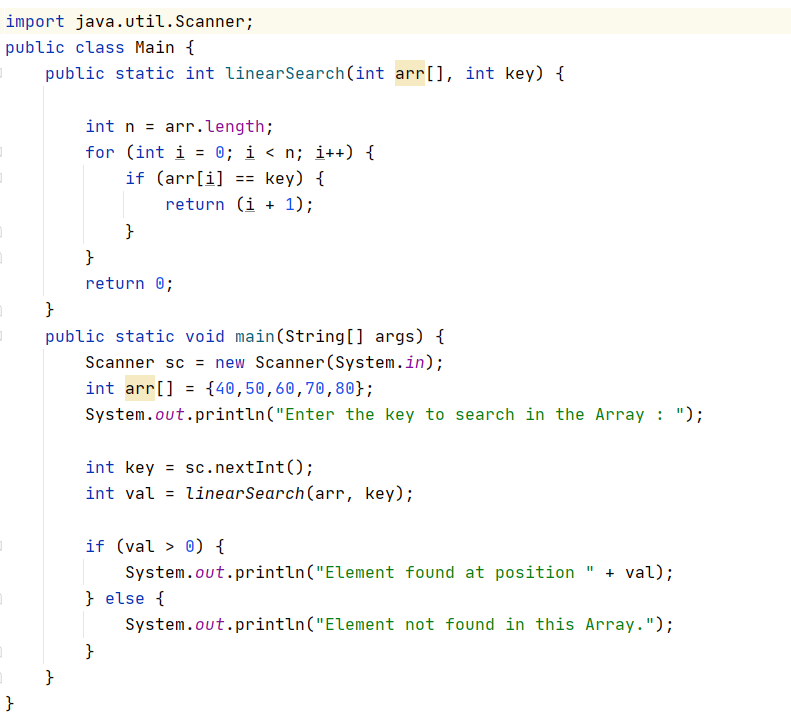 import java.util.Scanner;
public class Main {
    public static int linearSearch(int arr[], int key) {

        int n = arr.length;
        for (int i = 0; i < n; i++) {
            if (arr[i] == key) {
                return (i + 1);
            }
        }
        return 0;
    }
    public static void main(String[] args) {
        Scanner sc = new Scanner(System.in);
        int arr[] = {40,50,60,70,80};
        System.out.println("Enter the key to search in the Array : ");

        int key = sc.nextInt();
        int val = linearSearch(arr, key);

        if (val > 0) {
            System.out.println("Element found at position " + val);
        } else {
            System.out.println("Element not found in this Array.");
        }
    }
}